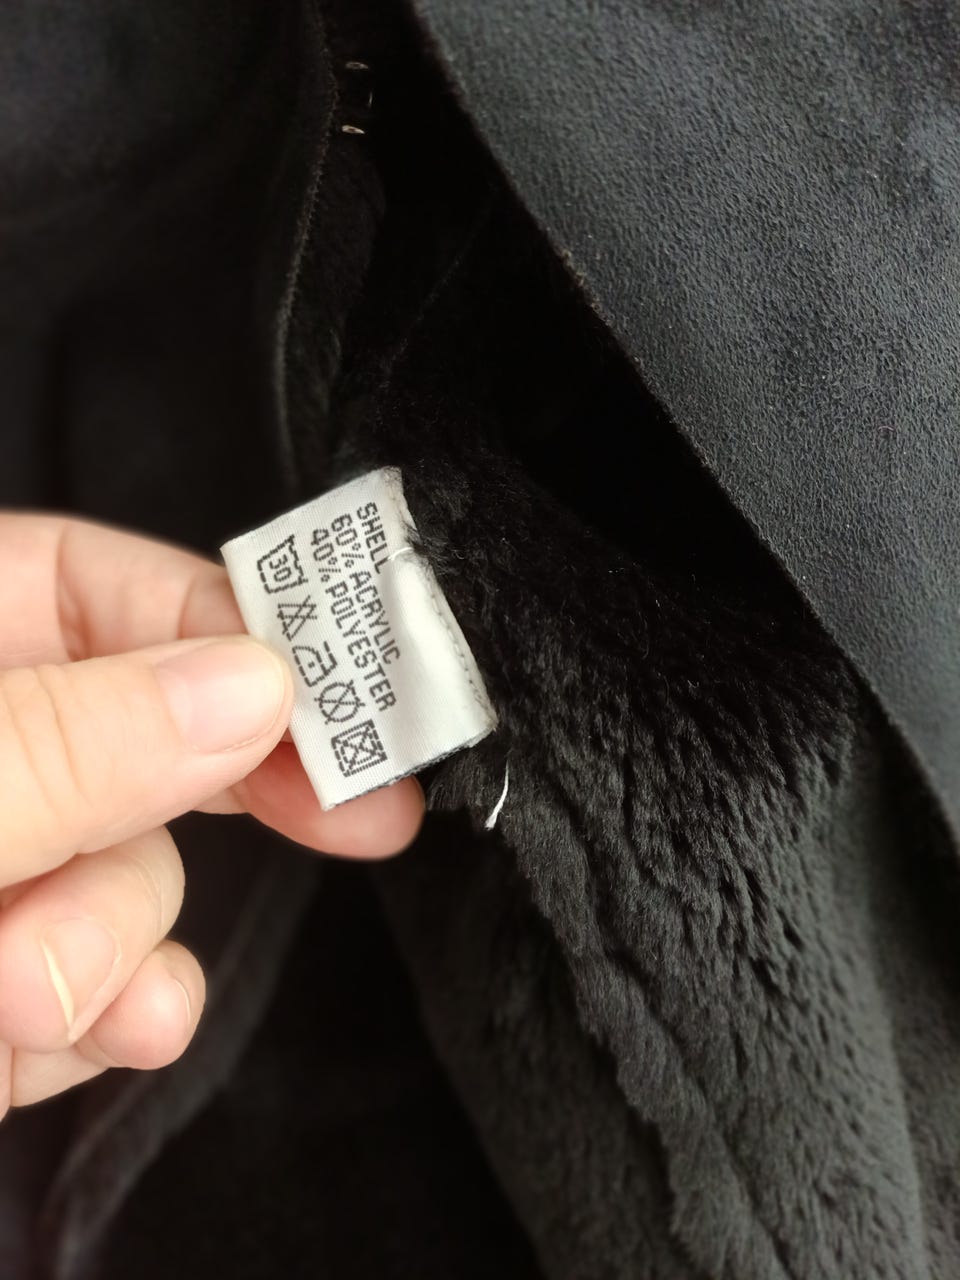 SHELL
60% ACRYLIC
40% POLYESTER
30